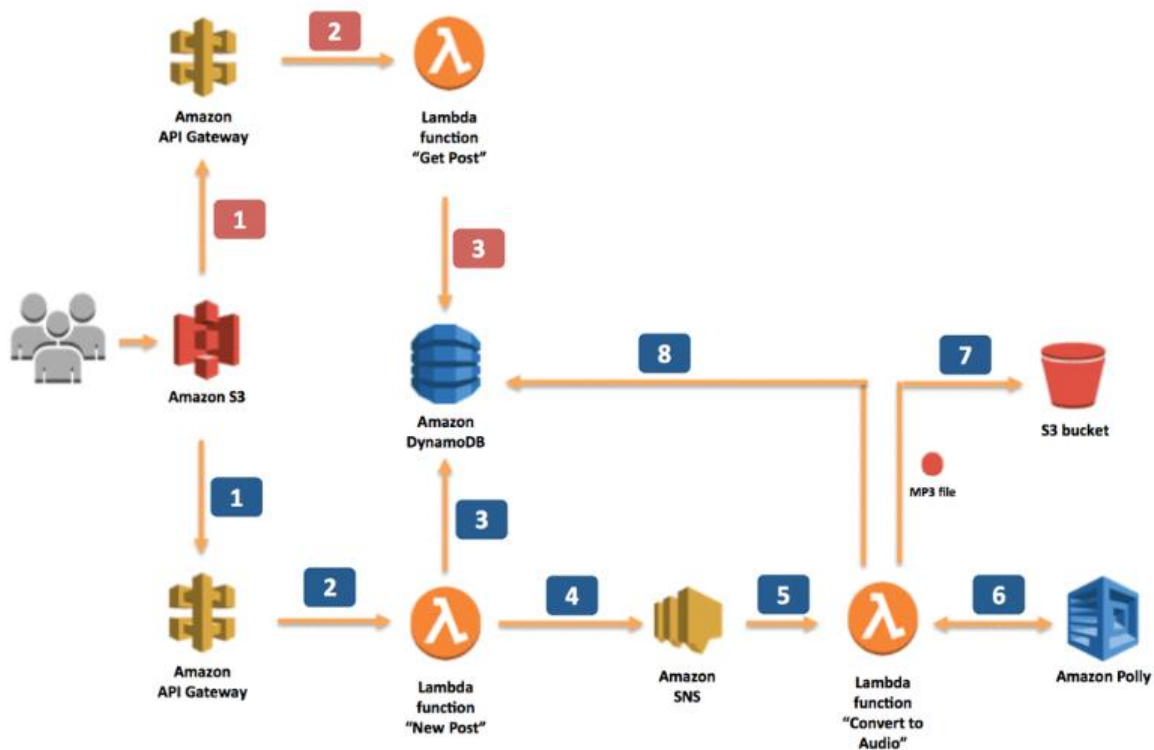 2
Amazon
API Gateway
Lambda
function
“Get Post”
1
3
Amazon S3
8
7
Amazon
DynamoDB
S3 bucket
MP3 file
1
3
2
4
5
6
Amazon
API Gateway
Lambda
function
“New Post”
Amazon
SNS
Lambda
function
“Convert to
Audio”
Amazon Polly